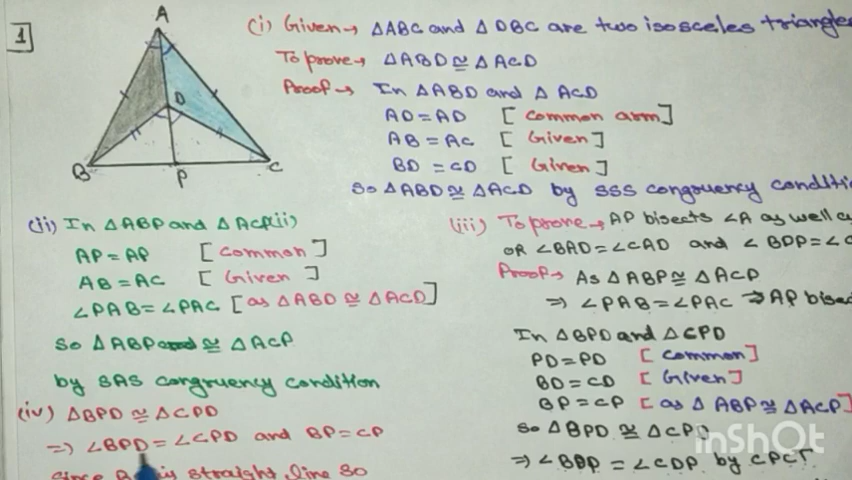 1
A
D
B
P
C
(i) Given → ΔABC and ΔDBC are two isosceles triangles
To prove → ΔABD ≅ ΔACD
Proof → In ΔABD and ΔACD
AD = AD [common arm]
AB = AC [Given]
BD = CD [Given]
So ΔABD ≅ ΔACD by SSS congruency
(ii) In ΔABP and ΔACP(ii)
AP = AP [common]
AB = AC [Given]
∠PAB = ∠PAC [as ΔABD ≅ ΔACD]
So ΔABP ≅ ΔACP
by SAS congruency condition
(iii) To prove → AP bisects ∠A as well
OR ∠BAD = ∠CAD and ∠BDP =
Proof → As ΔABP ≅ ΔACP
⇒ ∠PAB = ∠PAC ⇒ AP
In ΔBPD and ΔCPD
PD = PD [common]
BD = CD [Given]
BP = CP [as ΔABP ≅ ΔACP]
So ΔBPD ≅ ΔCPD
⇒ ∠BDP = ∠CDP by CPCT.
(iv) ΔBPD ≅ ΔCPD
⇒ ∠BPD = ∠CPD and BP = CP
Since is straight line so
InShOt